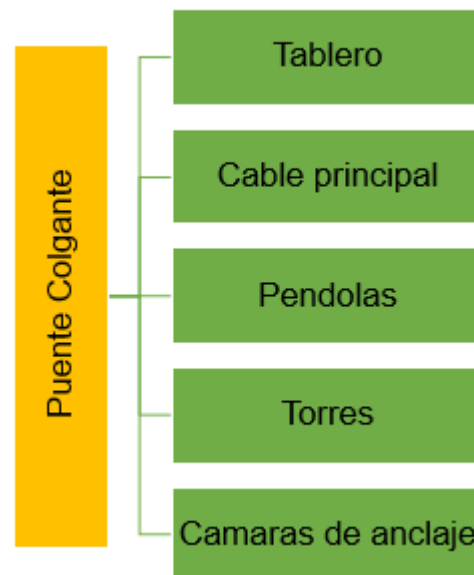 Puente Colgante
Tablero
Cable principal
Pendolas
Torres
Camaras de anclaje